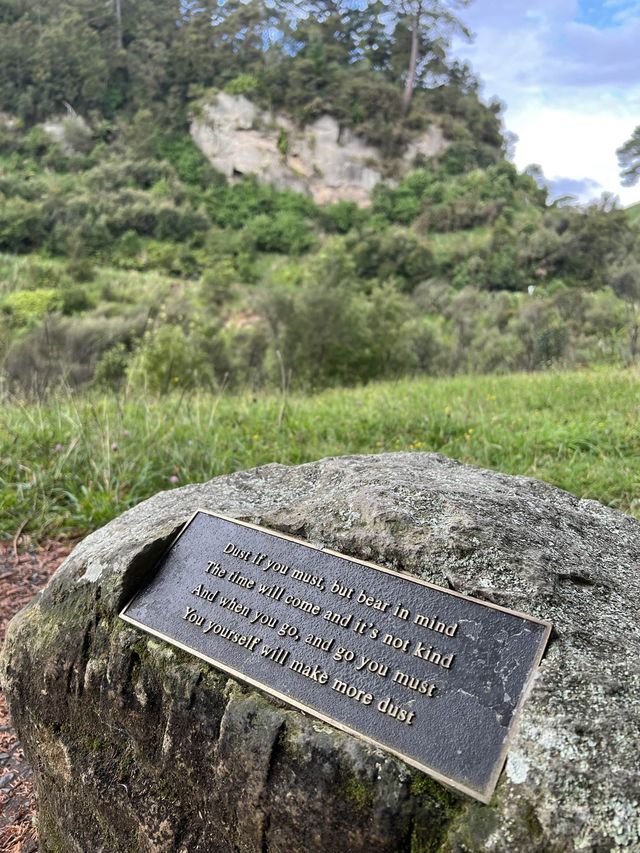 Dust if you must, but bear in mind
The time will come and it's not kind
And when you go, and go you must
You yourself will make more dust